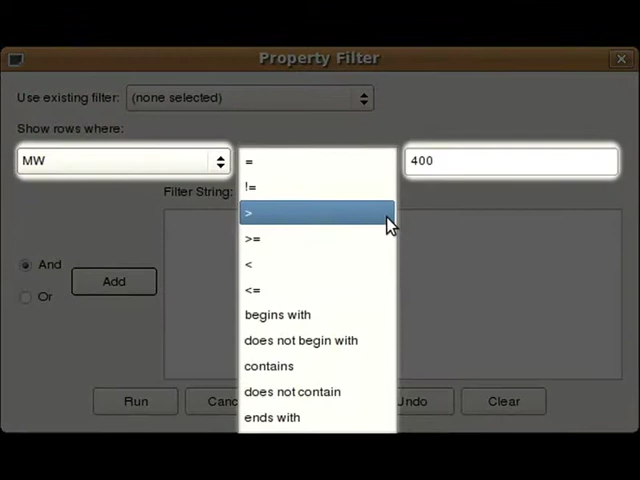 Property Filter
Use existing filter: (none selected)
Show rows where:
MW
=
400
!=
Filter String:
>
>=
And
<
Add
Or
<=
begins with
does not begin with
contains
does not contain
Run
Canc
Undo
Clear
ends with